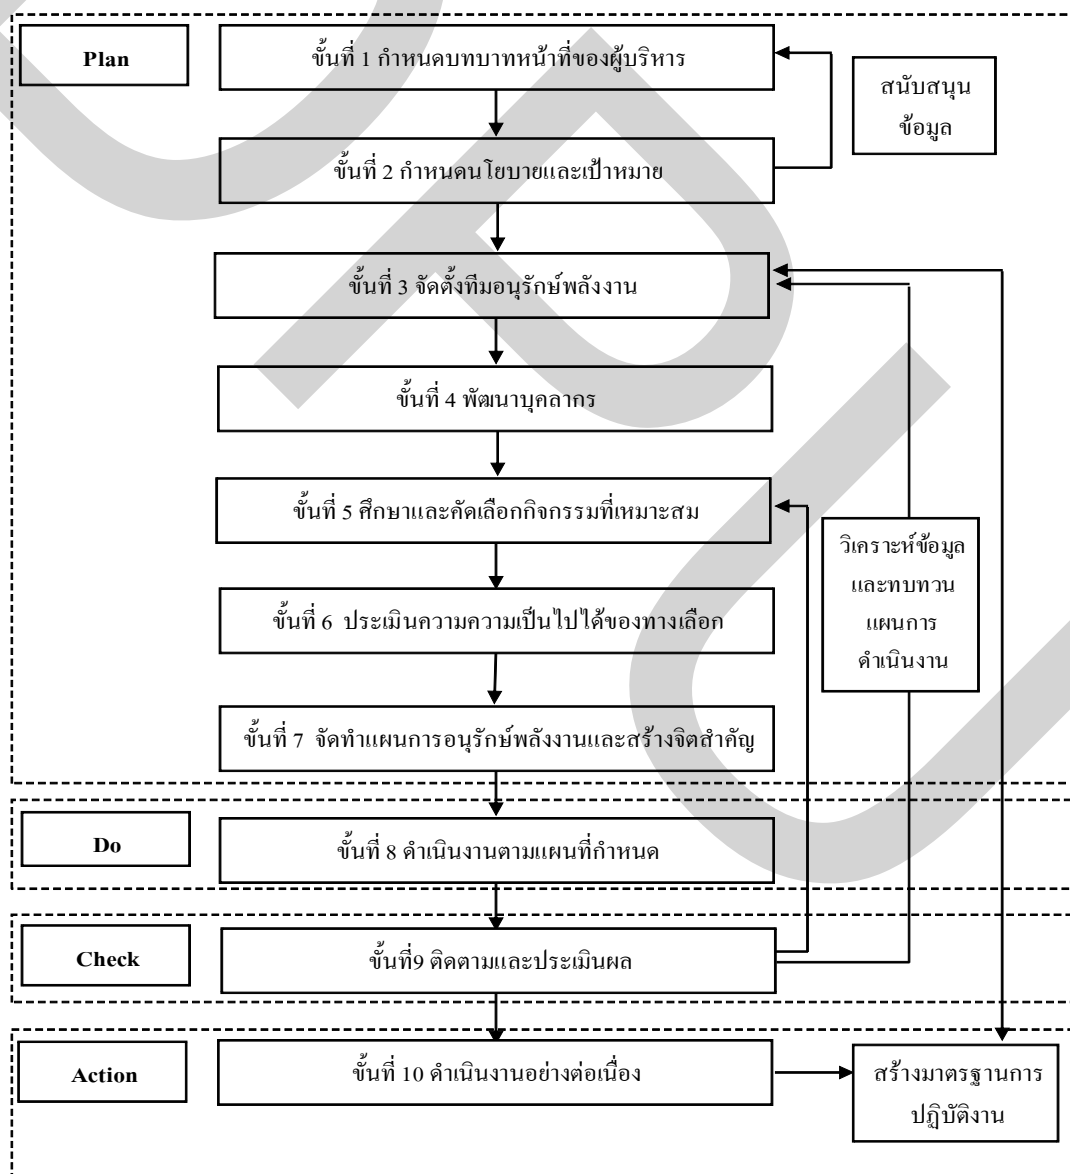 Plan
ขั้นที่ 1 กำหนดบทบาทหน้าที่ของผู้บริหาร
สนับสนุน
ข้อมูล
ขั้นที่ 2 กำหนดนโยบายและเป้าหมาย
ขั้นที่ 3 จัดตั้งทีมอนุรักษ์พลังงาน
ขั้นที่ 4 พัฒนาบุคลากร
ขั้นที่ 5 ศึกษาและคัดเลือกกิจกรรมที่เหมาะสม
วิเคราะห์ข้อมูล
และทบทวน
แผนการ
ดำเนินงาน
ขั้นที่ 6 ประเมินความความเป็นไปได้ของทางเลือก
ขั้นที่ 7 จัดทำแผนการอนุรักษ์พลังงานและสร้างจิตสำคัญ
Do
ขั้นที่ 8 ดำเนินงานตามแผนที่กำหนด
Check
ขั้นที่9 ติดตามและประเมินผล
Action
ขั้นที่ 10 ดำเนินงานอย่างต่อเนื่อง
สร้างมาตรฐานการ
ปฏิบัติงาน